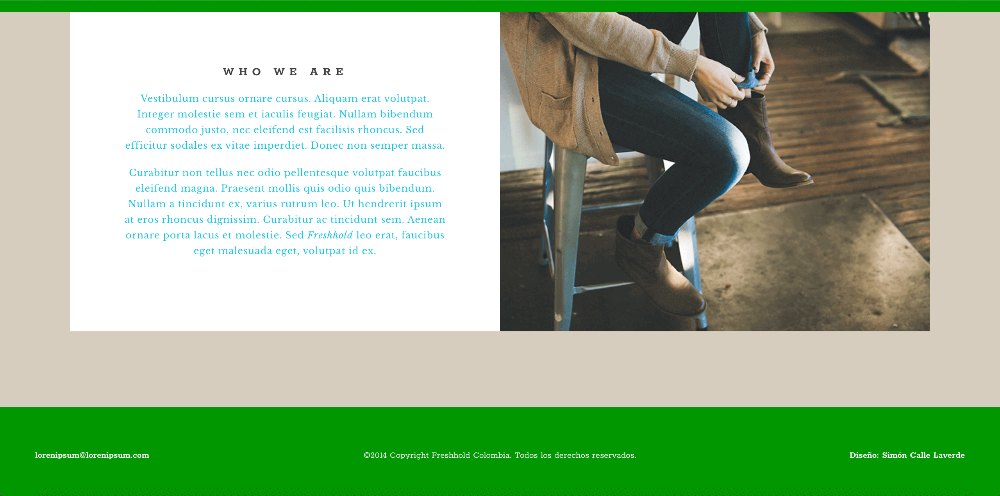 WHO WE ARE
Vestibulum cursus ornare cursus. Aliquam erat volutpat.
Integer molestie sem et iaculis feugiat. Nullam bibendum
commodo justo, nec eleifend est facilisis rhoncus. Sed
efficitur sodales ex vitae imperdiet. Donec non semper massa.
Curabitur non tellus nec odio pellentesque volutpat faucibus
eleifend magna. Praesent mollis quis odio quis bibendum.
Nullam a tincidunt ex, varius rutrum leo. Ut hendrerit ipsum
at eros rhoncus dignissim. Curabitur ac tincidunt sem. Aenean
ornare porta lacus et molestie. Sed Freshhold leo erat, faucibus
eget malesuada eget, volutpat id ex.
lorenipsum@lorenipsum.com
©2014 Copyright Freshhold Colombia. Todos los derechos reservados.
Diseño: Simón Calle Laverde